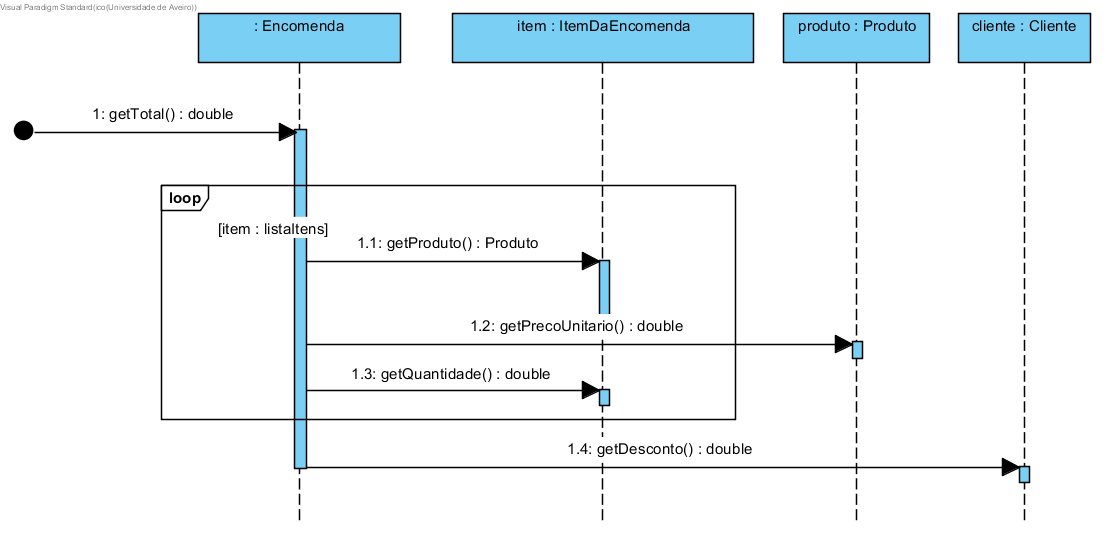 Visual Paradigm Standard(ico(Universidade de Aveiro))
: Encomenda
item : ItemDaEncomenda
produto : Produto
cliente : Cliente
1: getTotal() : double
loop
[item : listaItens]
1.1: getProduto() : Produto
1.2: getPrecoUnitario() : double
1.3: getQuantidade() : double
1.4: getDesconto() : double